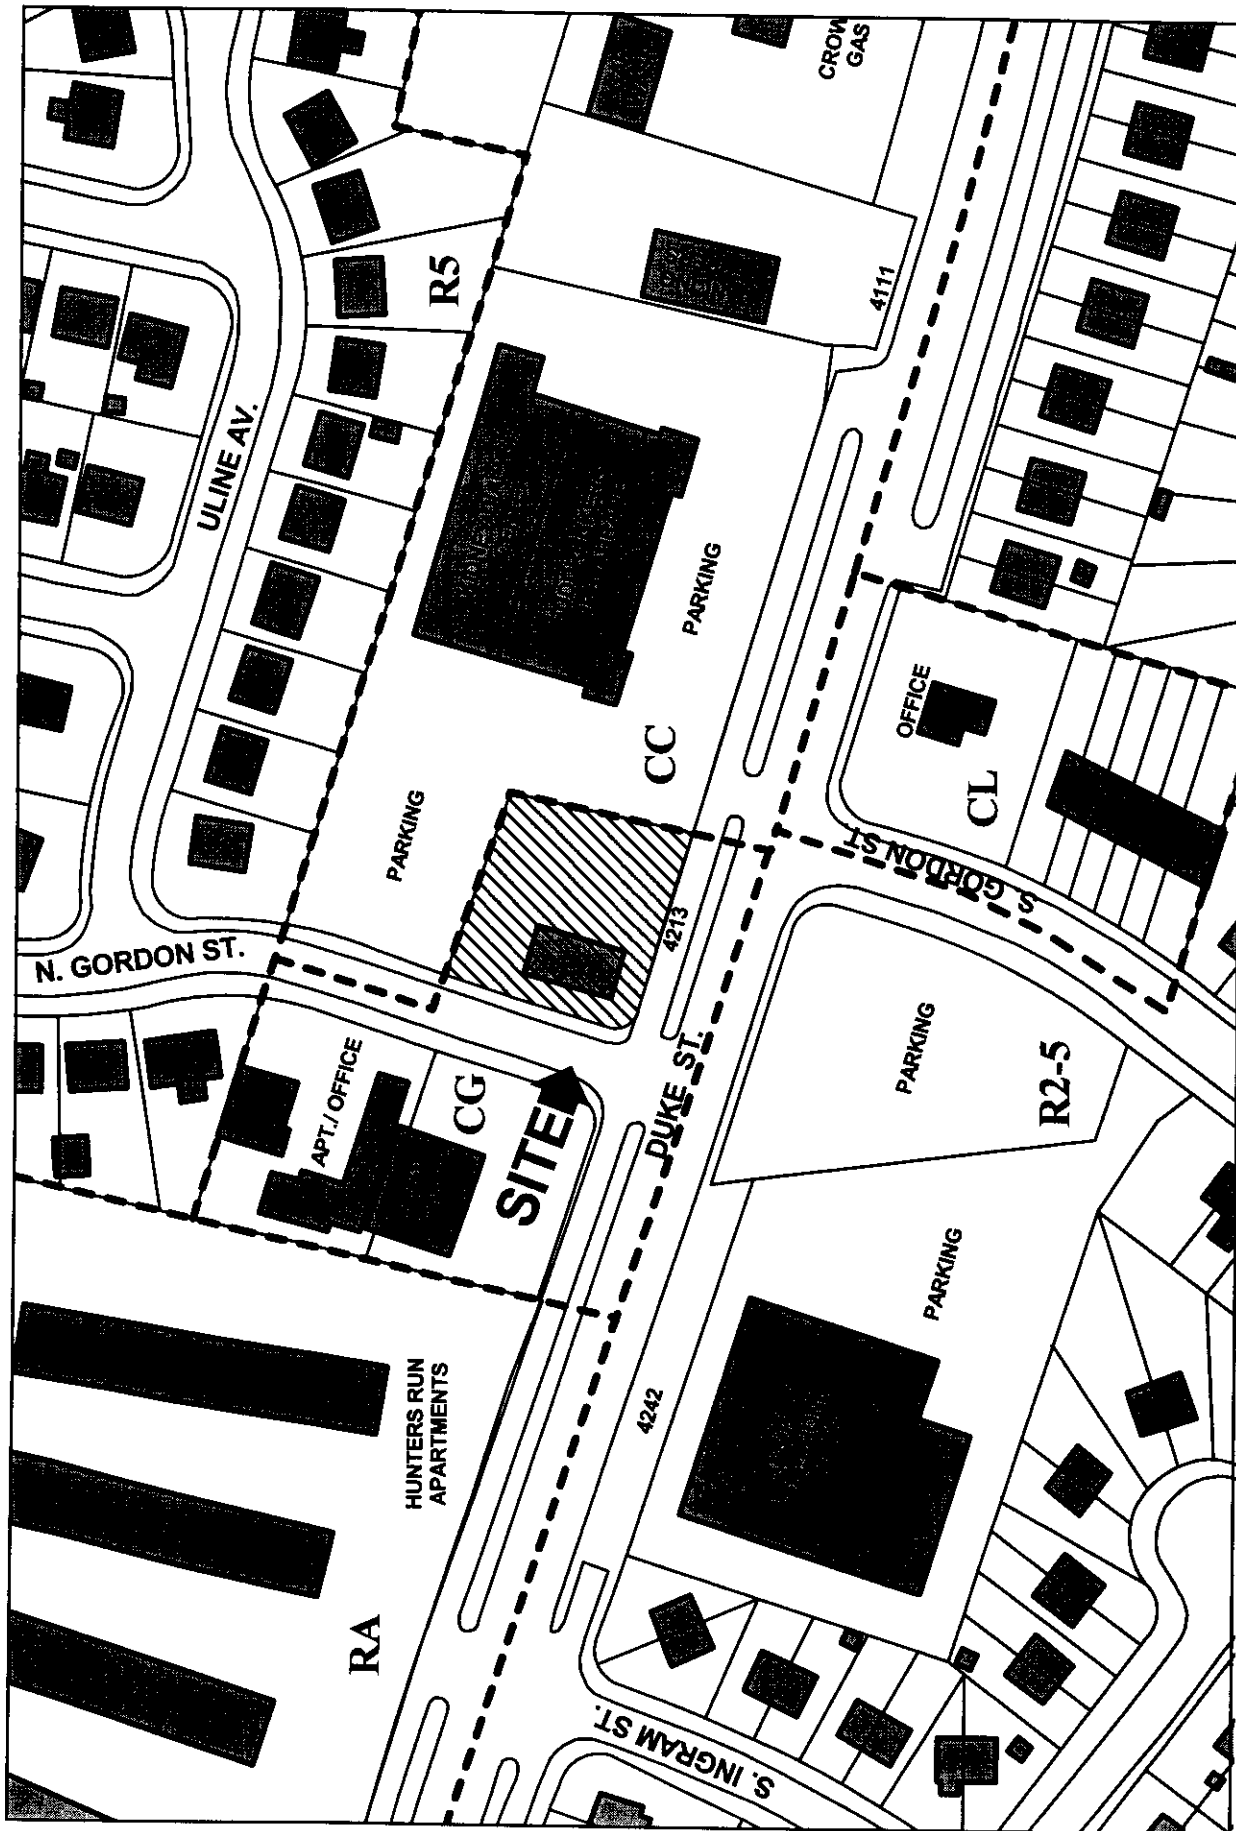 CROW
GAS
R5
4111
ULINE AV.
PARKING
OFFICE
CC
PARKING
CL
S. GORDON ST
4213
N. GORDON ST.
PARKING
R2-5
APT./ OFFICE
CG
SITE
DUKE ST.
PARKING
HUNTERS RUN
APARTMENTS
4242
RA
S. INGRAM ST.